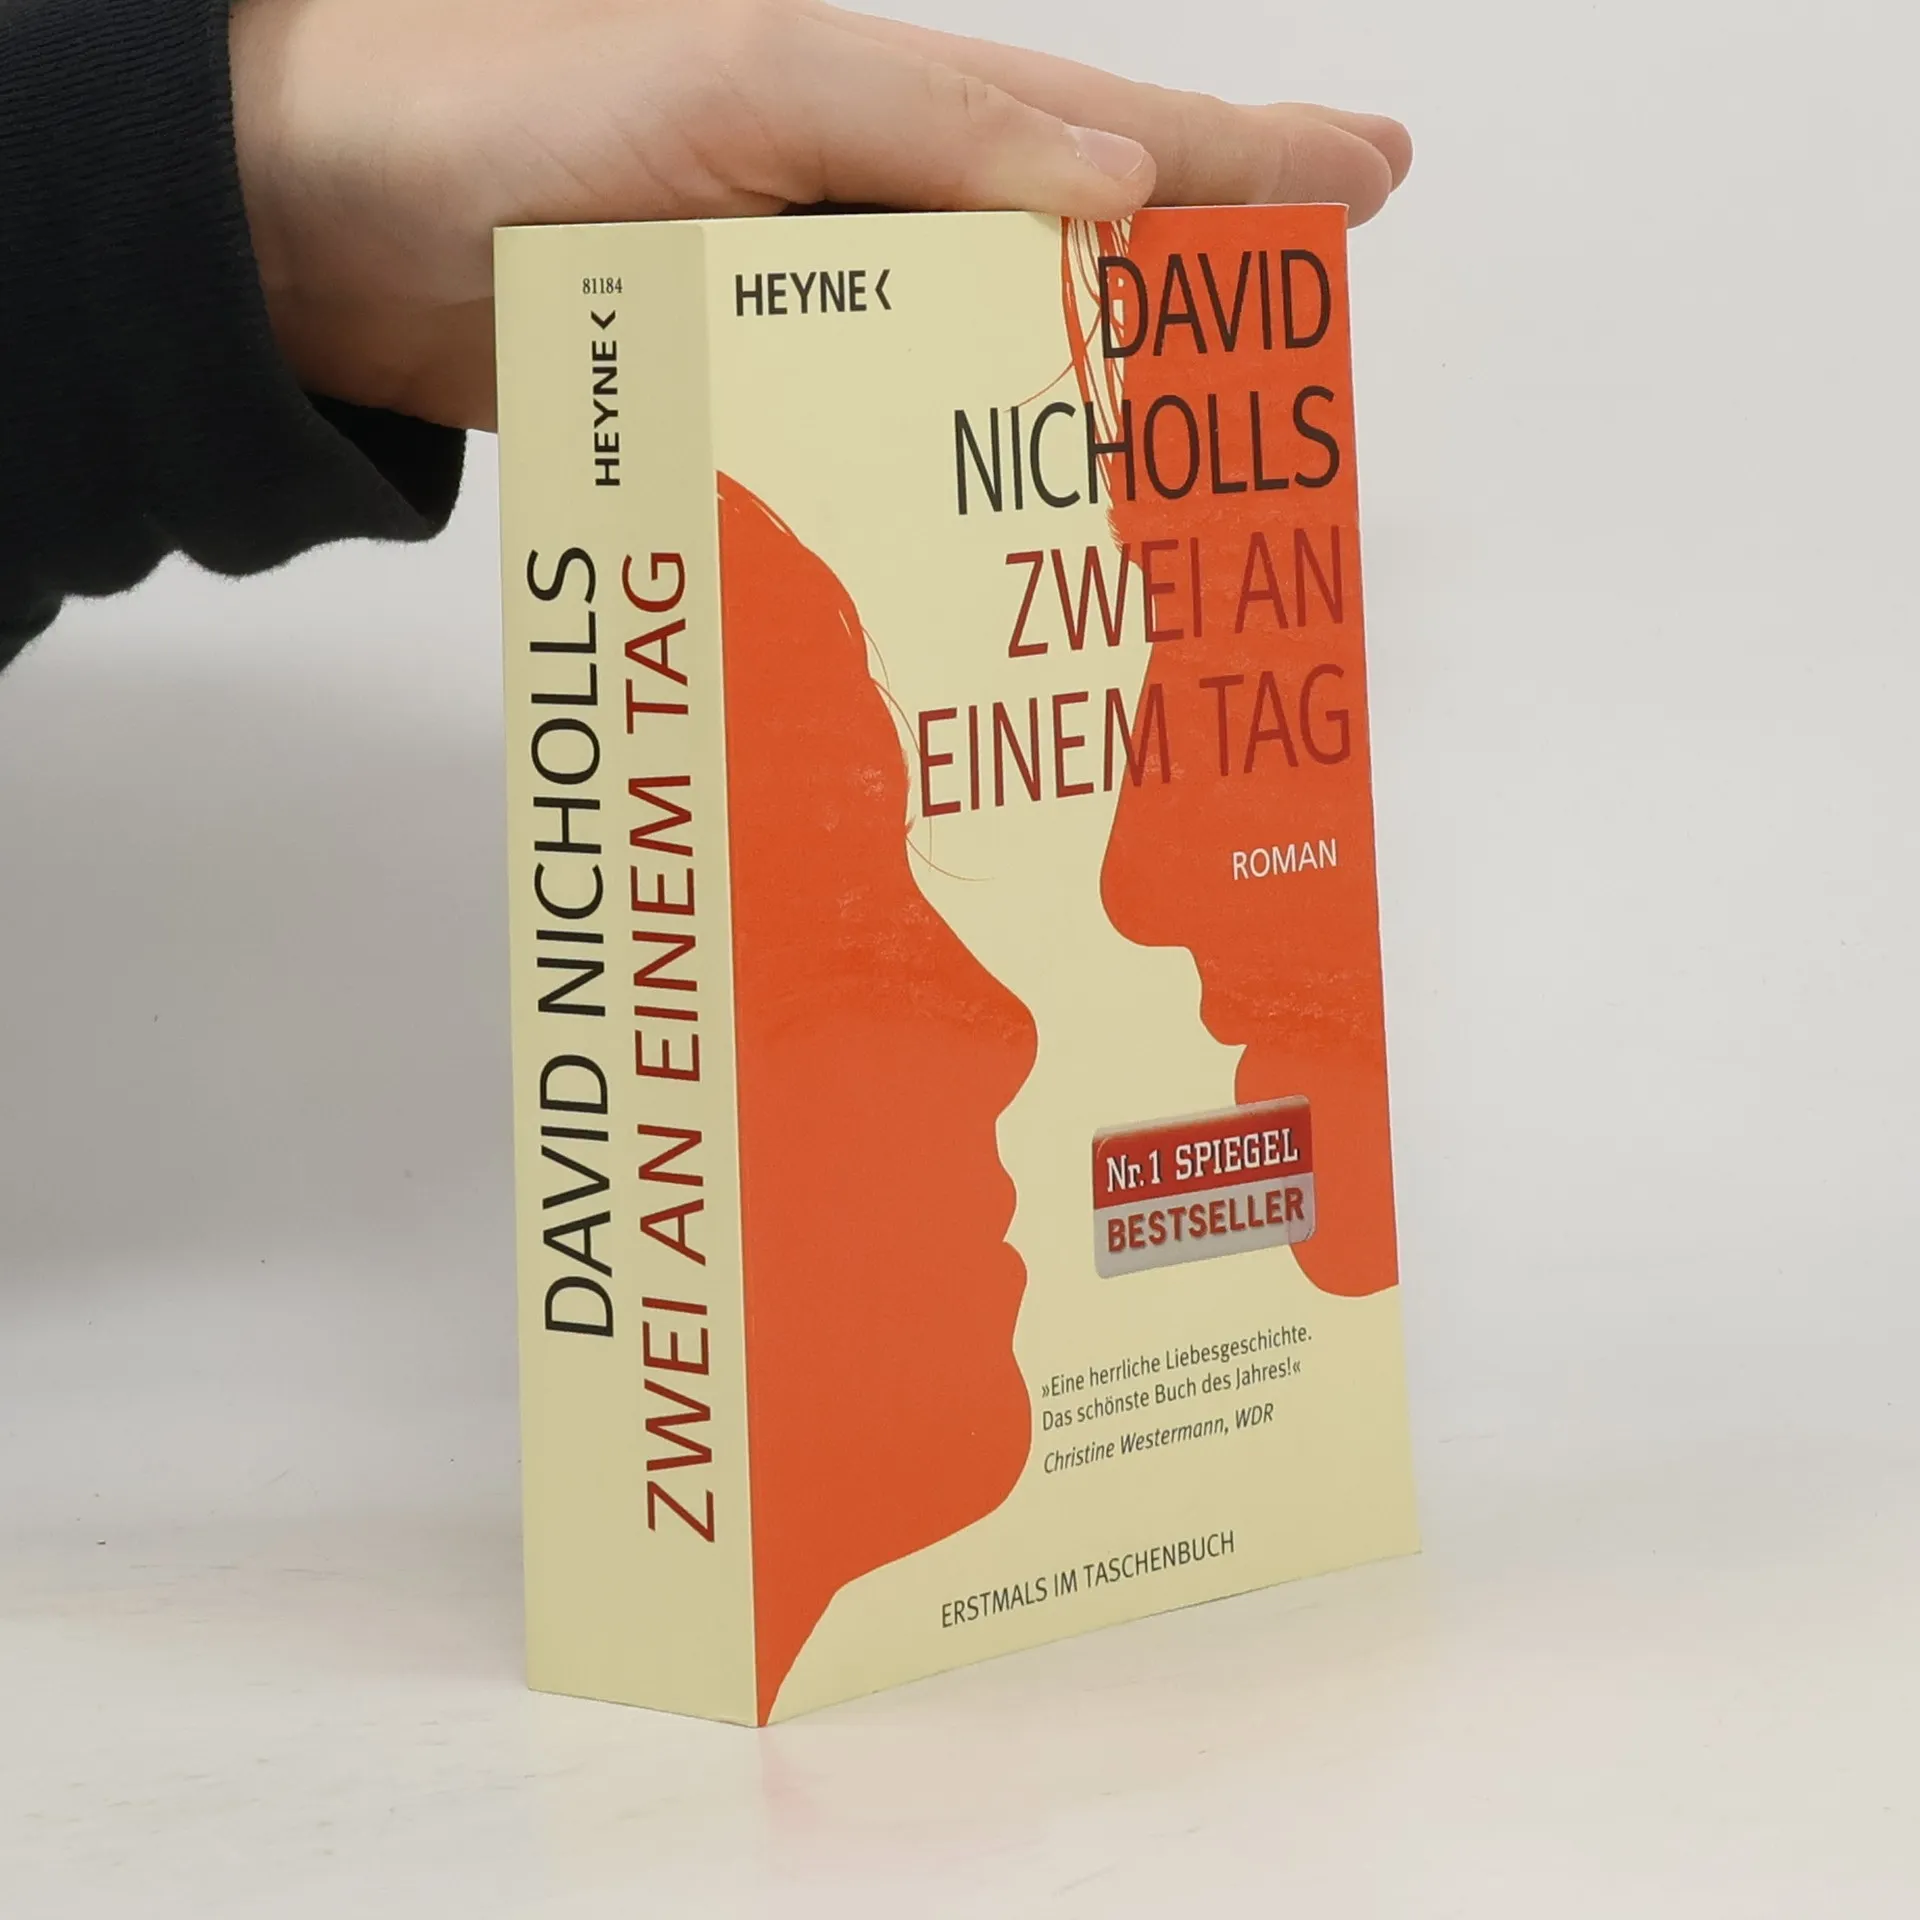 81184
HEYNE<
DAVID NICHOLLS
ZWEI AN EINEM TAG
HEYNE<
DAVID
NICHOLLS
ZWEI AN
EINEM TAG
ROMAN
Nr.1 SPIEGEL
BESTSELLER
»Eine herrliche Liebesgeschichte.
Das schönste Buch des Jahres!«
Christine Westermann, WDR
ERSTMALS IM TASCHENBUCH